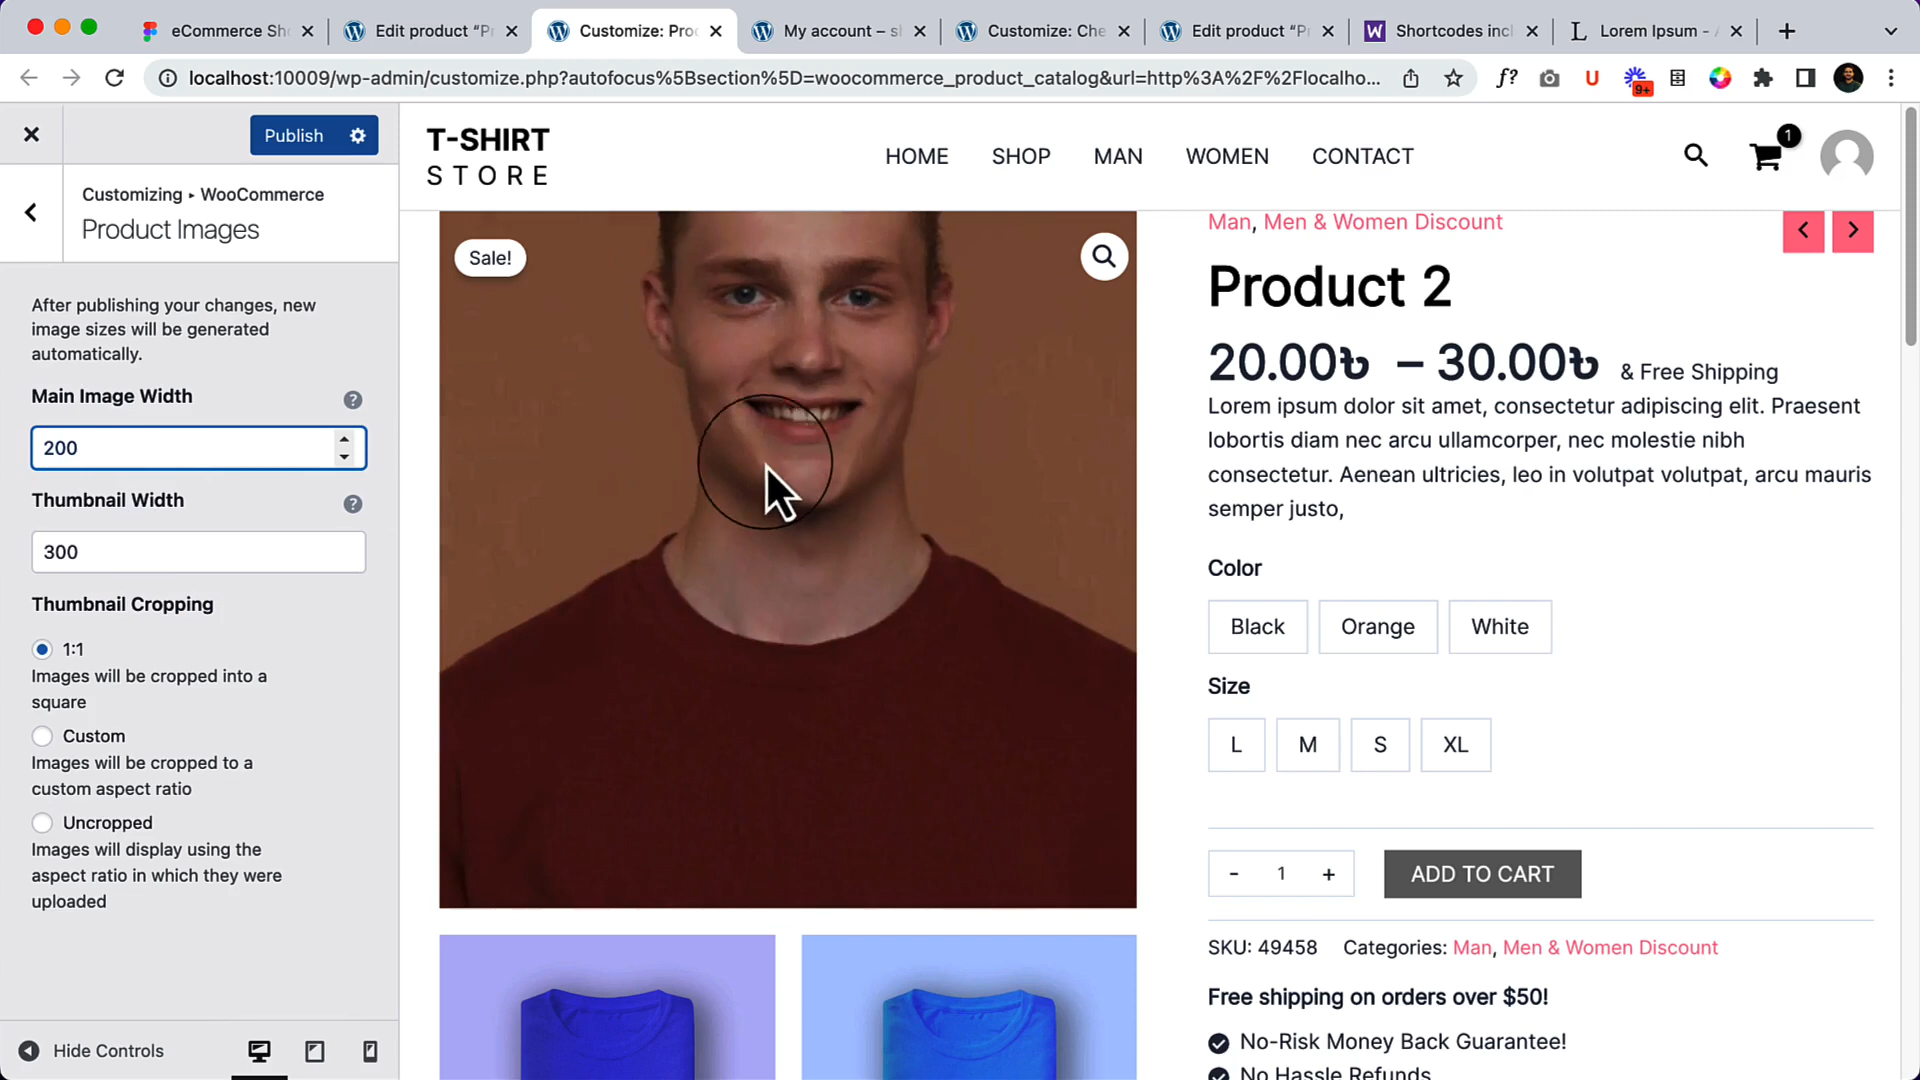 eCommerce Sh
Edit product “P
Customize: Pro
My account – s
Customize: Che
Edit product “P
Shortcodes incl
Lorem Ipsum - A
localhost:10009/wp-admin/customize.php?autofocus%5Bsection%5D=woocommerce_product_catalog&url=http%3A%2F%2Flocalho...
f?
U
9+
Publish
Customizing ▸ WooCommerce
Product Images
After publishing your changes, new
image sizes will be generated
automatically.
Main Image Width
?
200
Thumbnail Width
?
300
Thumbnail Cropping
1:1
Images will be cropped into a
square
Custom
Images will be cropped to a
custom aspect ratio
Uncropped
Images will display using the
aspect ratio in which they were
uploaded
Hide Controls
T-SHIRT
STORE
HOME
SHOP
MAN
WOMEN
CONTACT
1
Sale!
Man, Men & Women Discount
Product 2
20.00৳ – 30.00৳ & Free Shipping
Lorem ipsum dolor sit amet, consectetur adipiscing elit. Praesent
lobortis diam nec arcu ullamcorper, nec molestie nibh
consectetur. Aenean ultricies, leo in volutpat volutpat, arcu mauris
semper justo,
Color
Black
Orange
White
Size
L
M
S
XL
- 1 +
ADD TO CART
SKU: 49458
Categories: Man, Men & Women Discount
Free shipping on orders over $50!
No-Risk Money Back Guarantee!
No Hassle Refunds